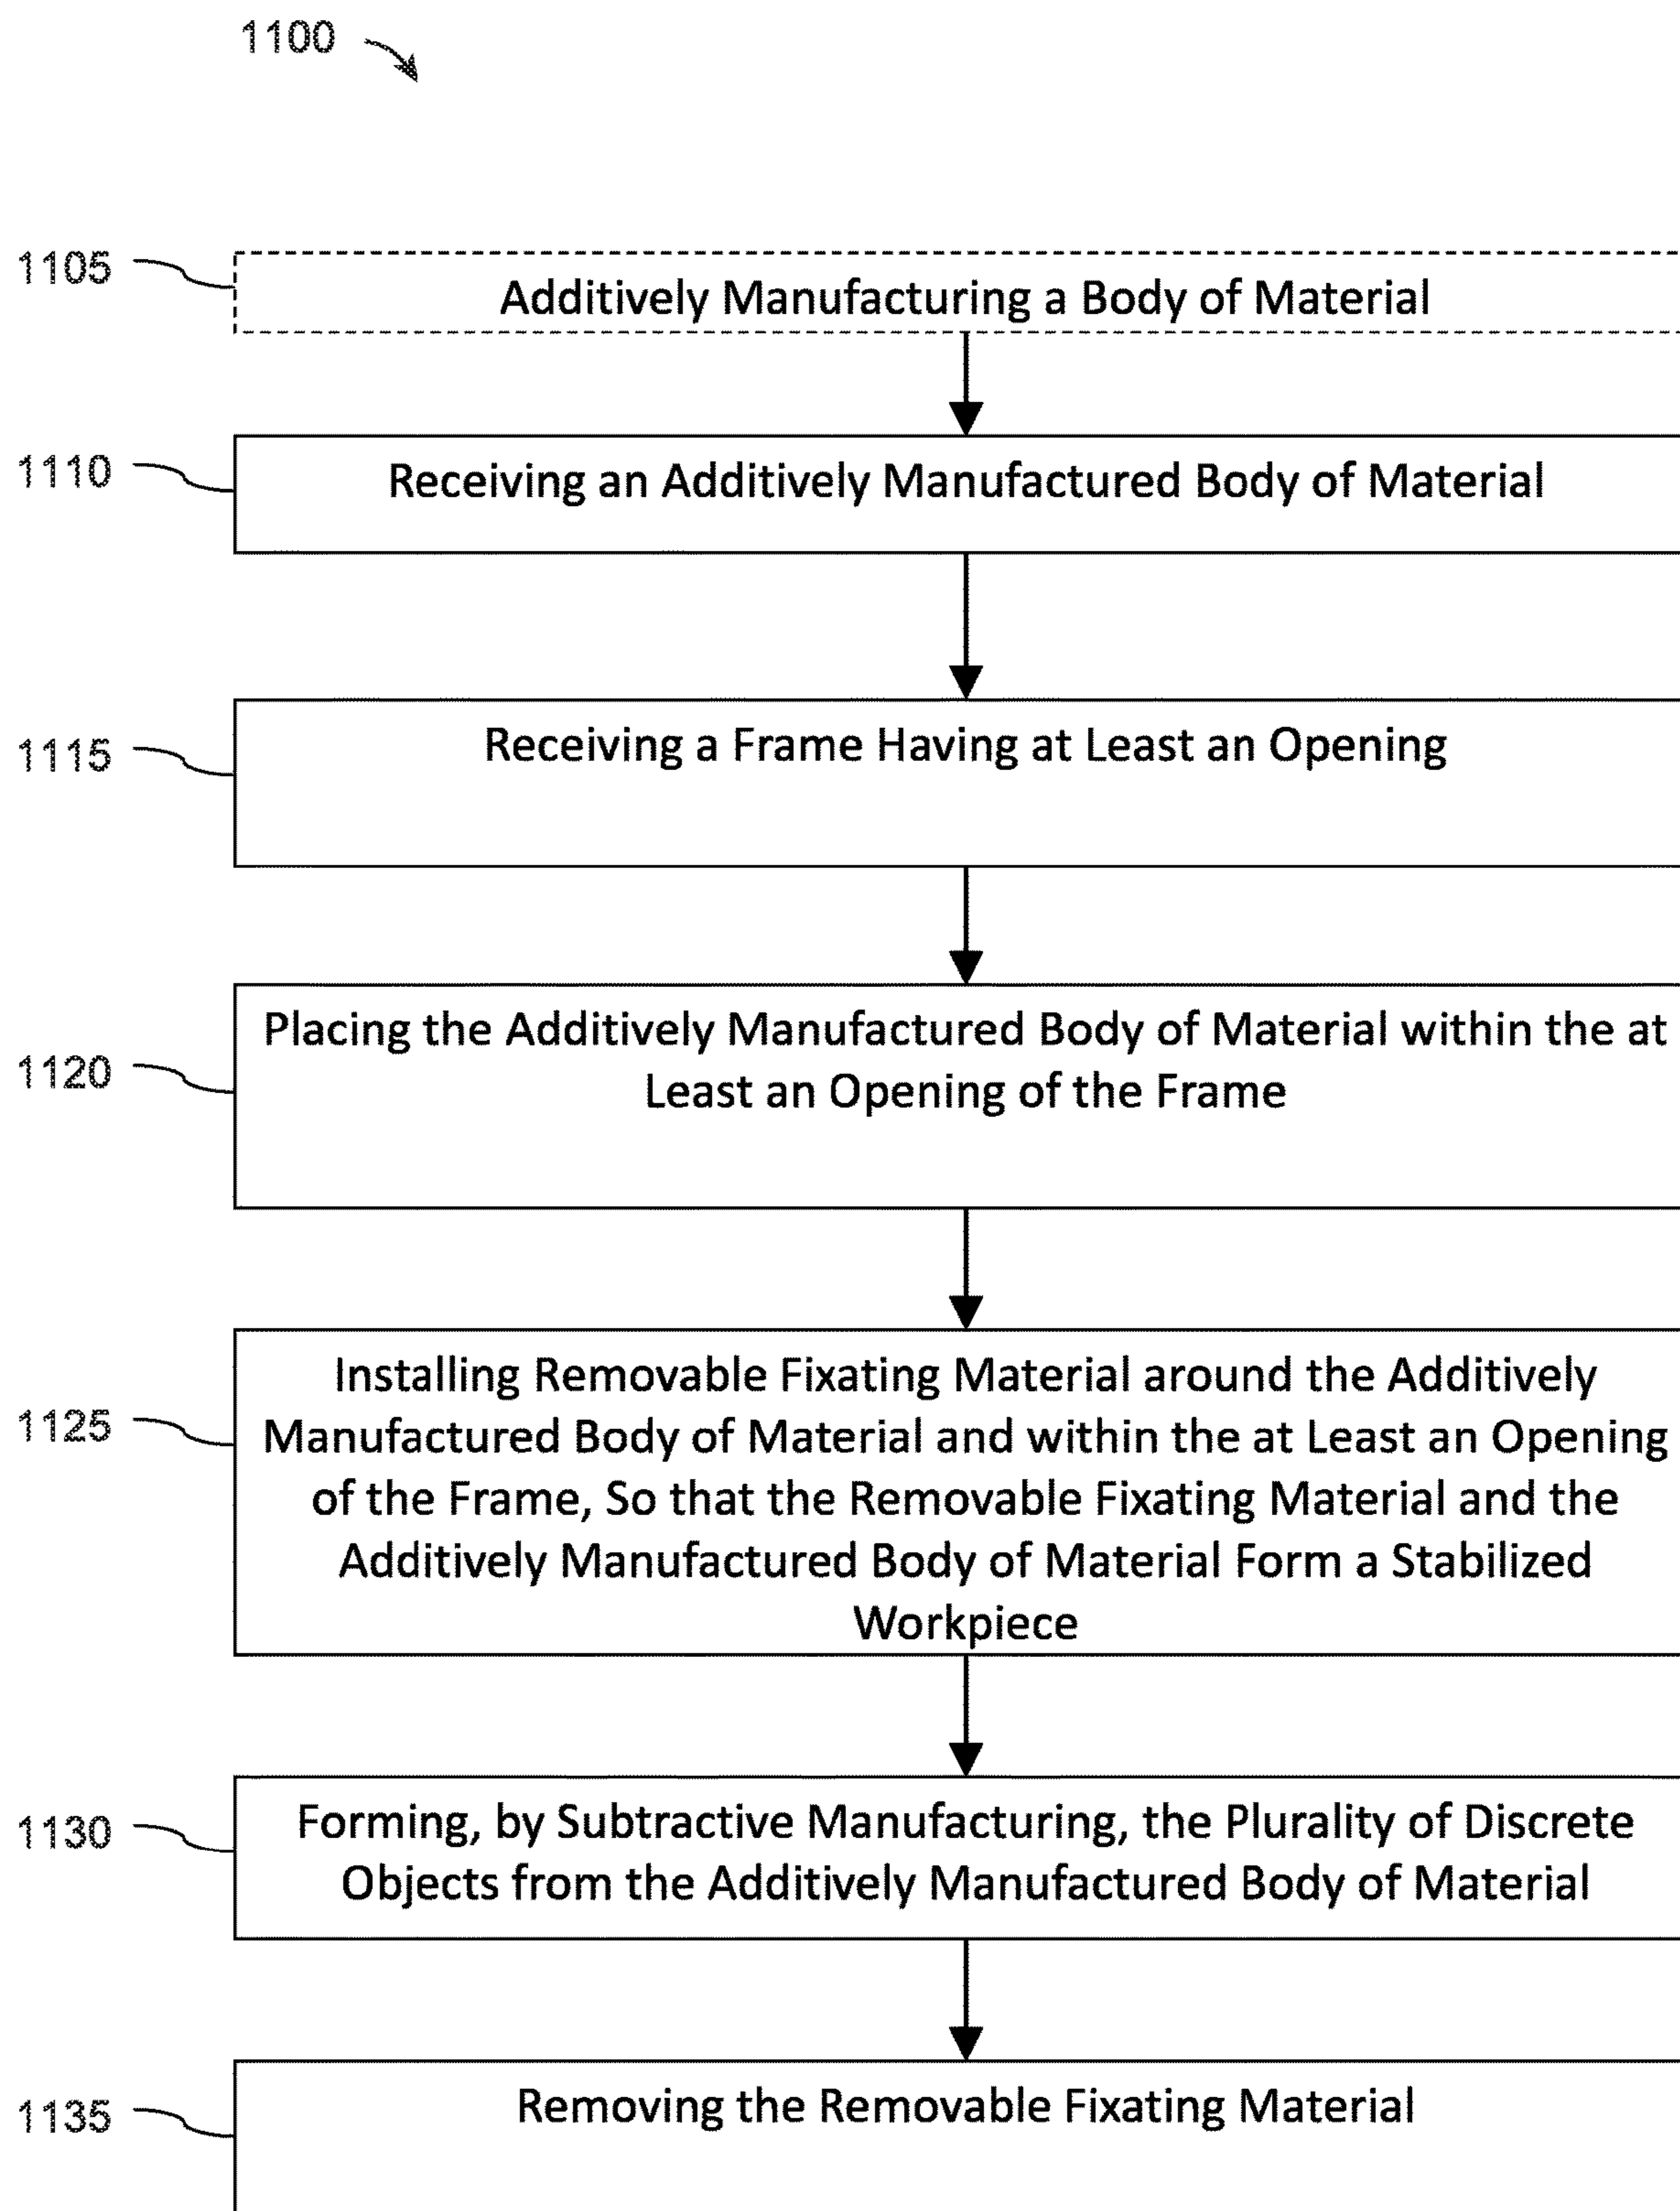 1100
1105
Additively Manufacturing a Body of Material
1110
Receiving an Additively Manufactured Body of Material
1115
Receiving a Frame Having at Least an Opening
1120
Placing the Additively Manufactured Body of Material within the at
Least an Opening of the Frame
1125
Installing Removable Fixating Material around the Additively
Manufactured Body of Material and within the at Least an Opening
of the Frame, So that the Removable Fixating Material and the
Additively Manufactured Body of Material Form a Stabilized
Workpiece
1130
Forming, by Subtractive Manufacturing, the Plurality of Discrete
Objects from the Additively Manufactured Body of Material
1135
Removing the Removable Fixating Material